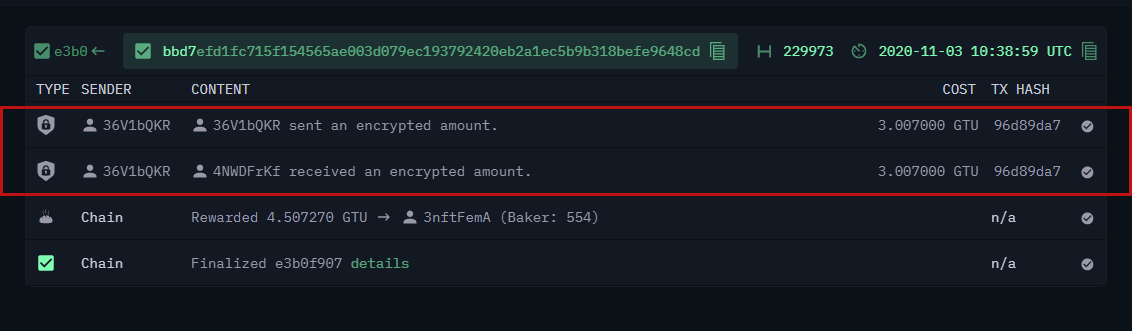 e3b0 ← bbd7efd1fc715f154565ae003d079ec193792420eb2a1ec5b9b318befe9648cd 229973 2020-11-03 10:38:59 UTC
TYPE SENDER CONTENT COST TX HASH
36V1bQKR 36V1bQKR sent an encrypted amount. 3.007000 GTU 96d89da7
36V1bQKR 4NWDFrKf received an encrypted amount. 3.007000 GTU 96d89da7
Chain Rewarded 4.507270 GTU → 3nftFemA (Baker: 554) n/a
Chain Finalized e3b0f907 details n/a